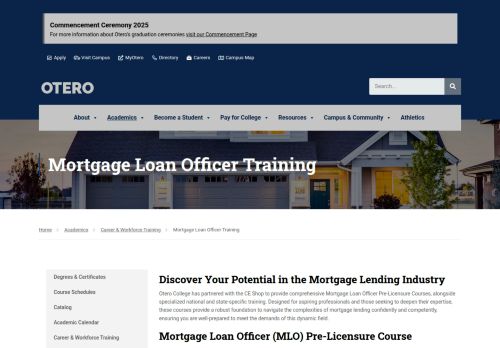 Commencement Ceremony 2025
For more information about Otero's graduation ceremonies visit our Commencement Page
Apply Visit Campus MyOtero Directory Careers Campus Map
OTERO
Search...
About Academics Become a Student Pay for College Resources Campus & Community Athletics
Mortgage Loan Officer Training
Home Academics Career & Workforce Training Mortgage Loan Officer Training
Degrees & Certificates
Course Schedules
Catalog
Academic Calendar
Career & Workforce Training
Discover Your Potential in the Mortgage Lending Industry
Otero College has partnered with the CE Shop to provide comprehensive Mortgage Loan Officer Pre-Licensure Courses, alongside
specialized national and state-specific training. Designed for aspiring professionals and those seeking to deepen their expertise,
these courses provide a robust foundation to navigate the complexities of mortgage lending confidently and competently,
ensuring you are well-prepared to meet the demands of this dynamic field.
Mortgage Loan Officer (MLO) Pre-Licensure Course